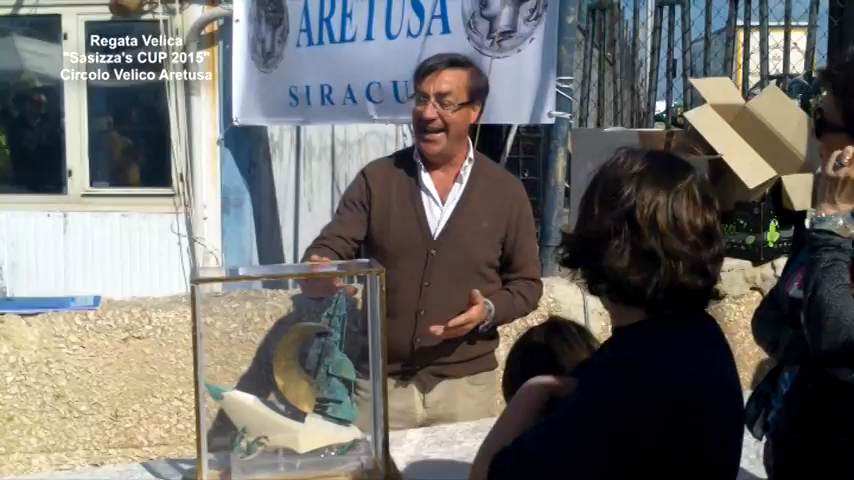 Regata Velica
"Sasizza's CUP 2015"
Circolo Velico Aretusa
ARETUSA
SIRACU